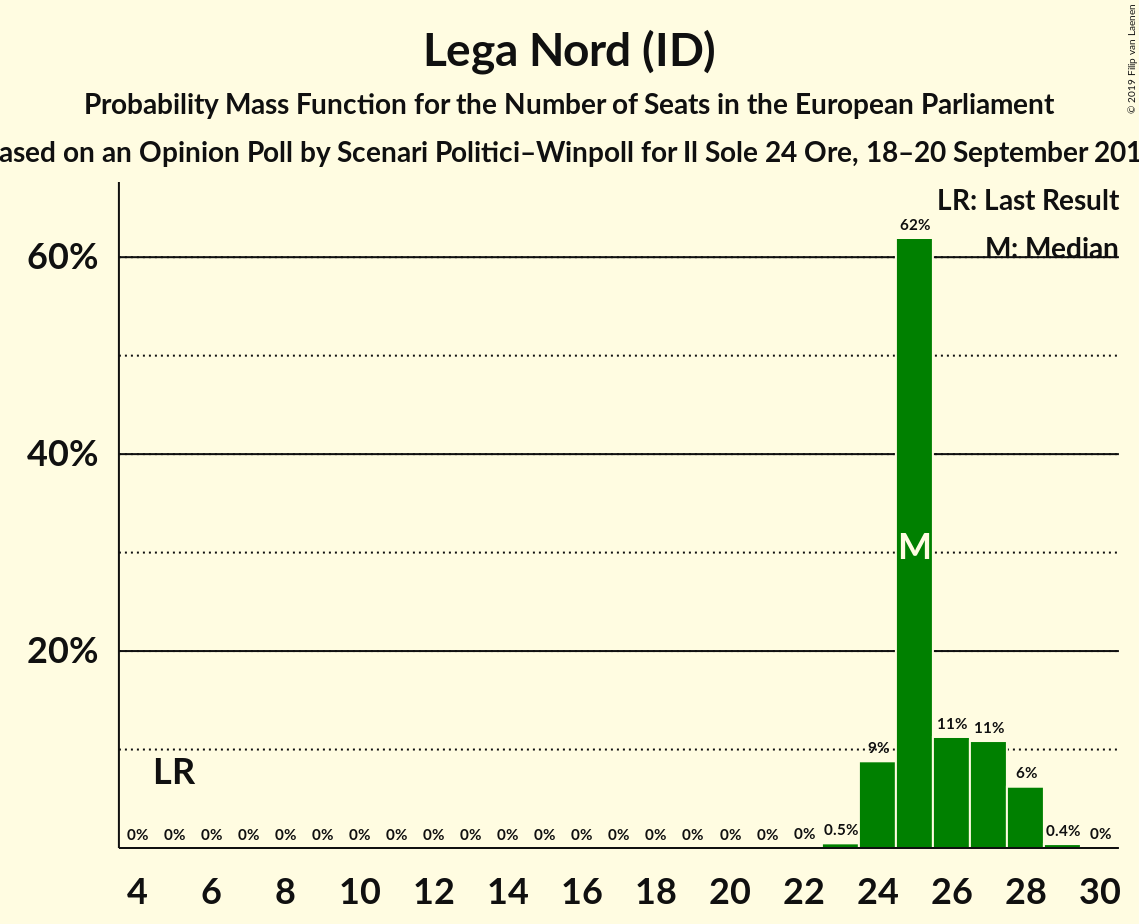 Lega Nord (ID)
Probability Mass Function for the Number of Seats in the European Parliament
ased on an Opinion Poll by Scenari Politici–Winpoll for Il Sole 24 Ore, 18–20 September 201
© 2019 Filip van Laenen
LR: Last Result
M: Median
60%
40%
20%
62%
M
LR
0% 0% 0% 0% 0% 0% 0% 0% 0% 0% 0% 0% 0% 0% 0% 0% 0% 0% 0% 0.5% 9% 11% 11% 6% 0.4% 0%
4 6 8 10 12 14 16 18 20 22 24 26 28 30